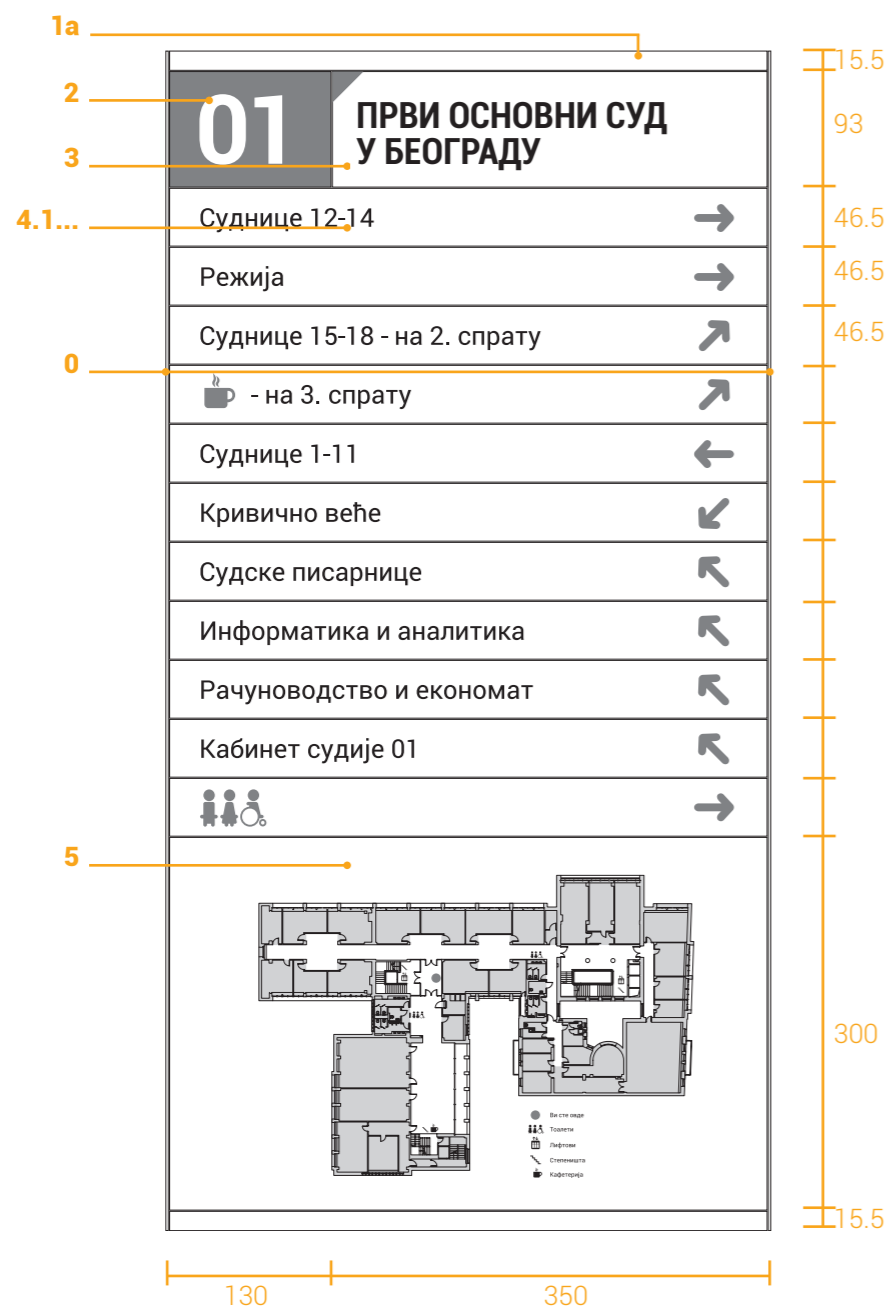 1a
15.5
2
01
ПРВИ ОСНОВНИ СУД
У БЕОГРАДУ
93
3
4.1...
Суднице 12-14
46.5
Режија
46.5
Суднице 15-18 - на 2. спрату
46.5
0
- на 3. спрату
Суднице 1-11
Кривично веће
Судске писарнице
Информатика и аналитика
Рачуноводство и економат
Кабинет судије 01
5
300
Ви сте овде
Тоалети
Лифтови
Степеништа
Кафетерија
15.5
130
350